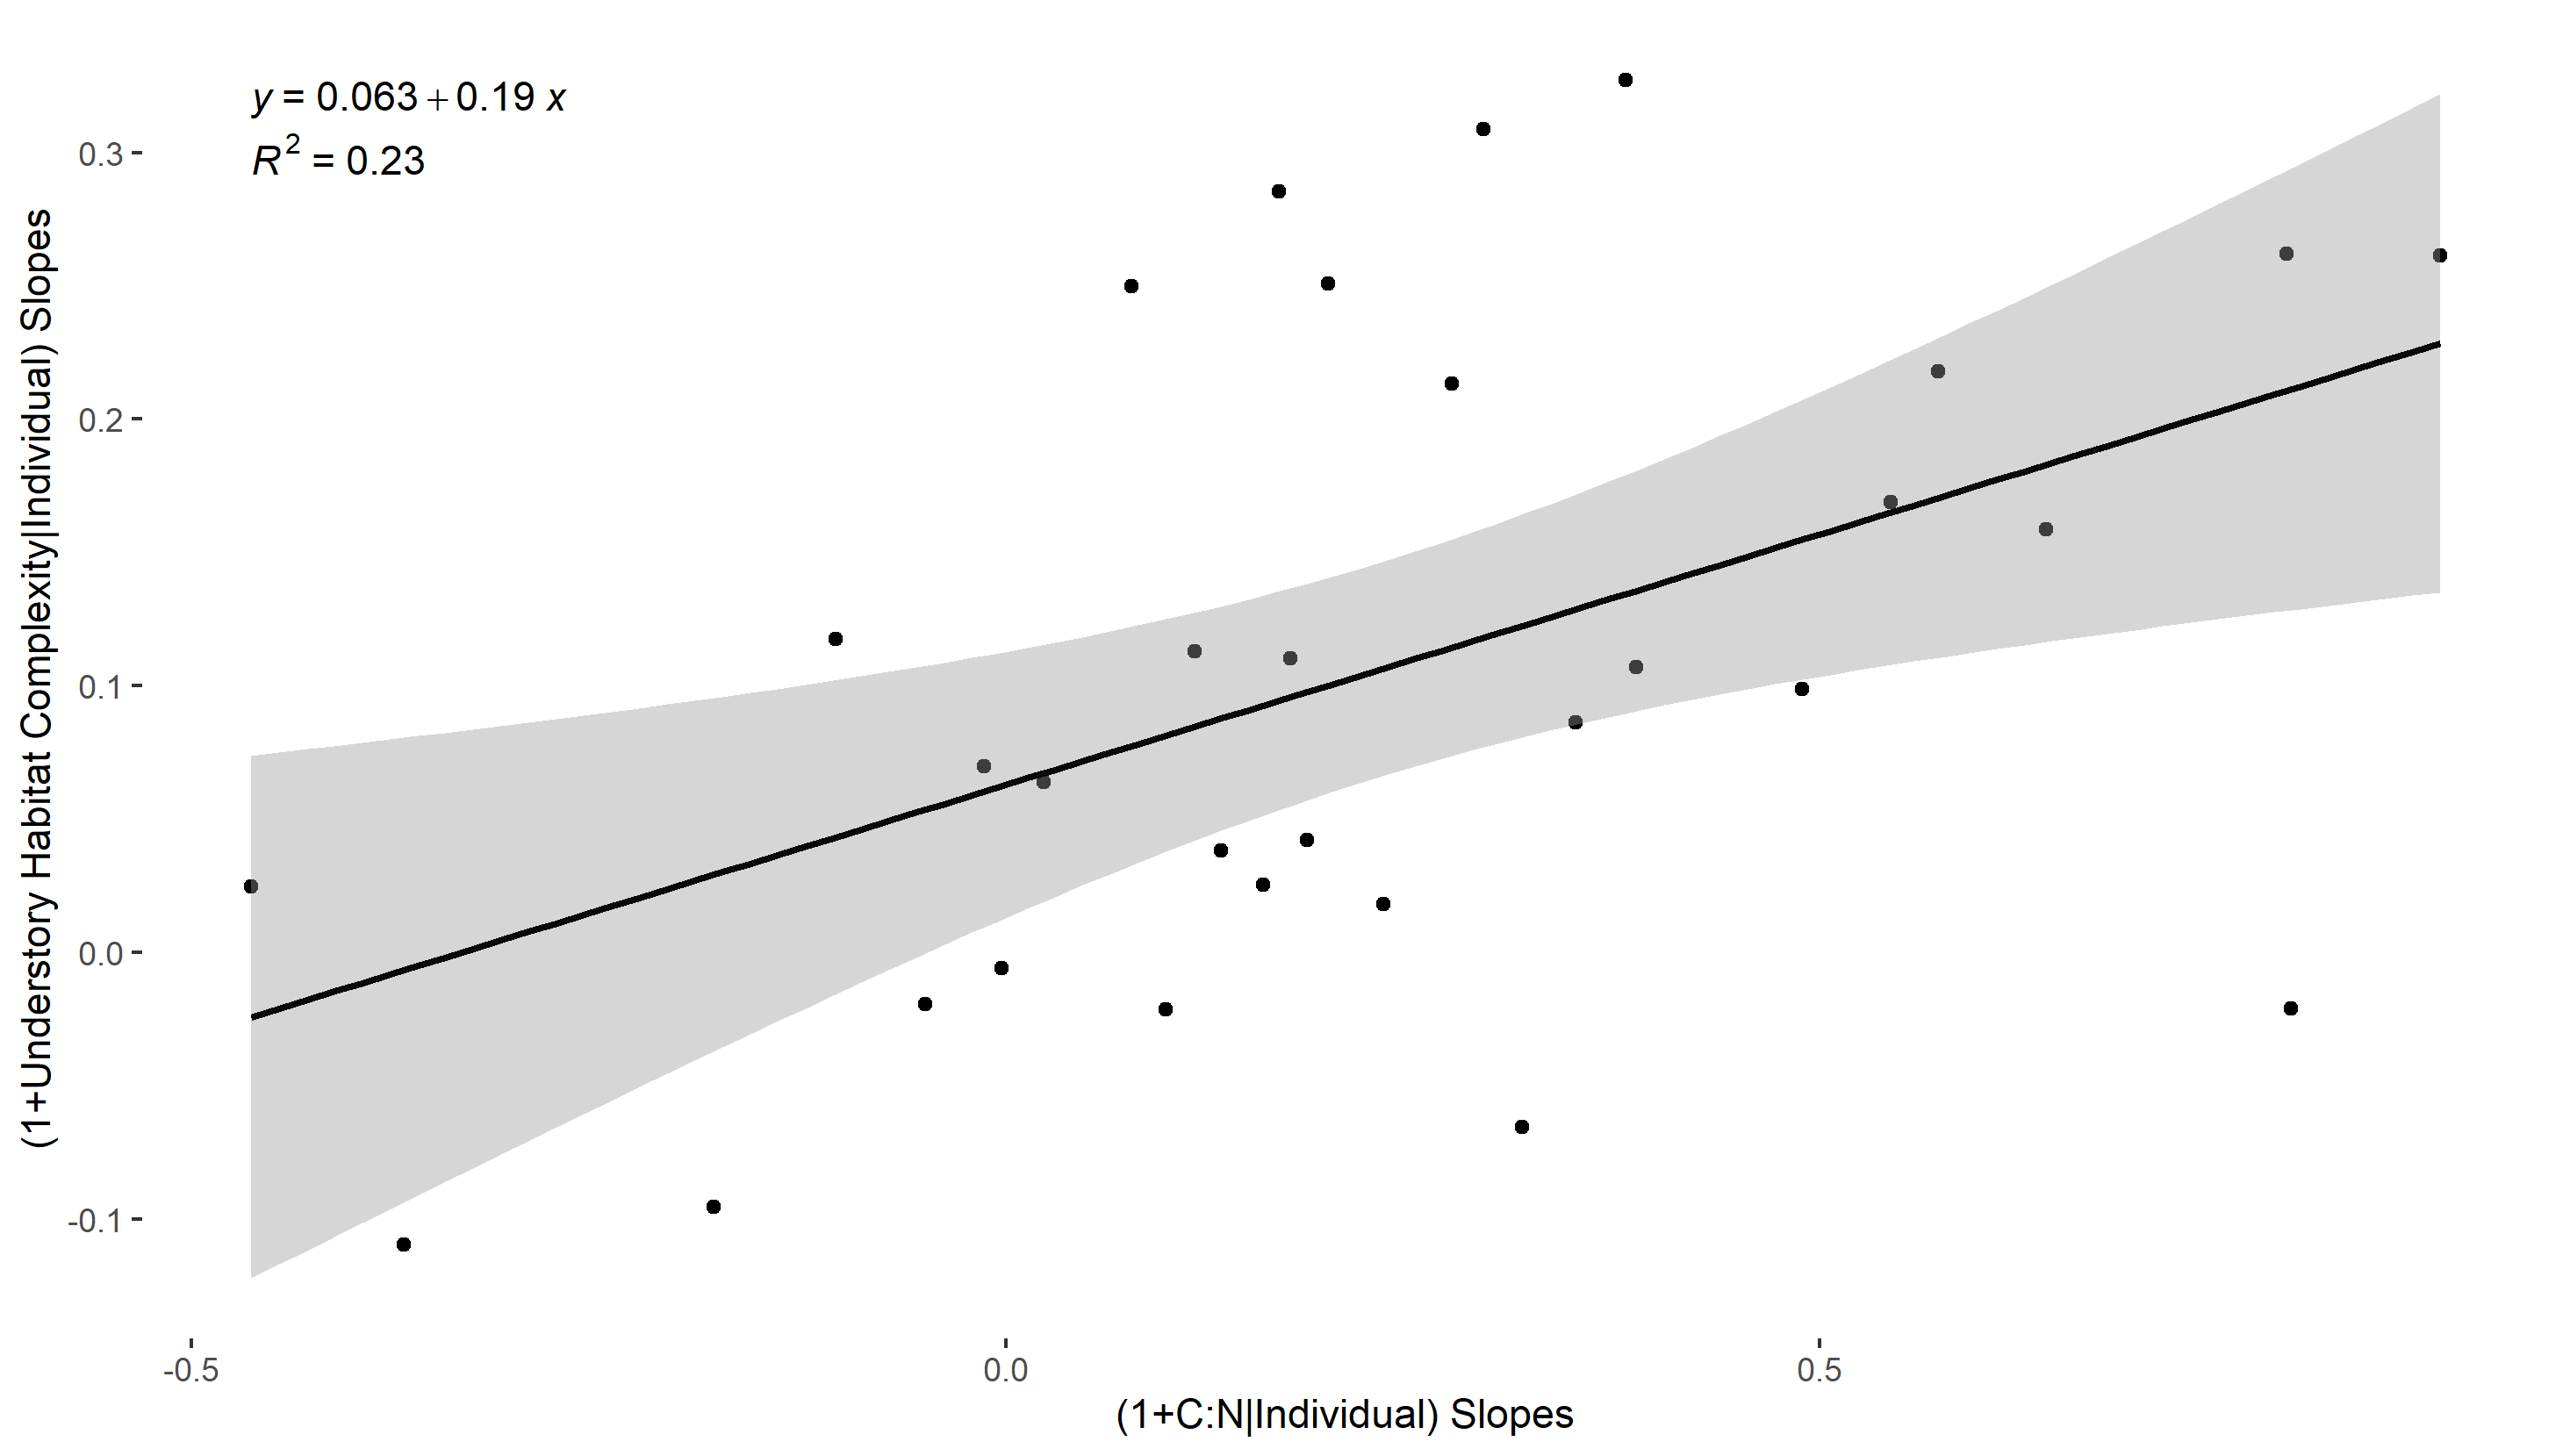 y = 0.063 + 0.19 x
R² = 0.23
(1+Understory Habitat Complexity|Individual) Slopes
0.3
0.2
0.1
0.0
-0.1
-0.5 0.0 0.5
(1+C:N|Individual) Slopes